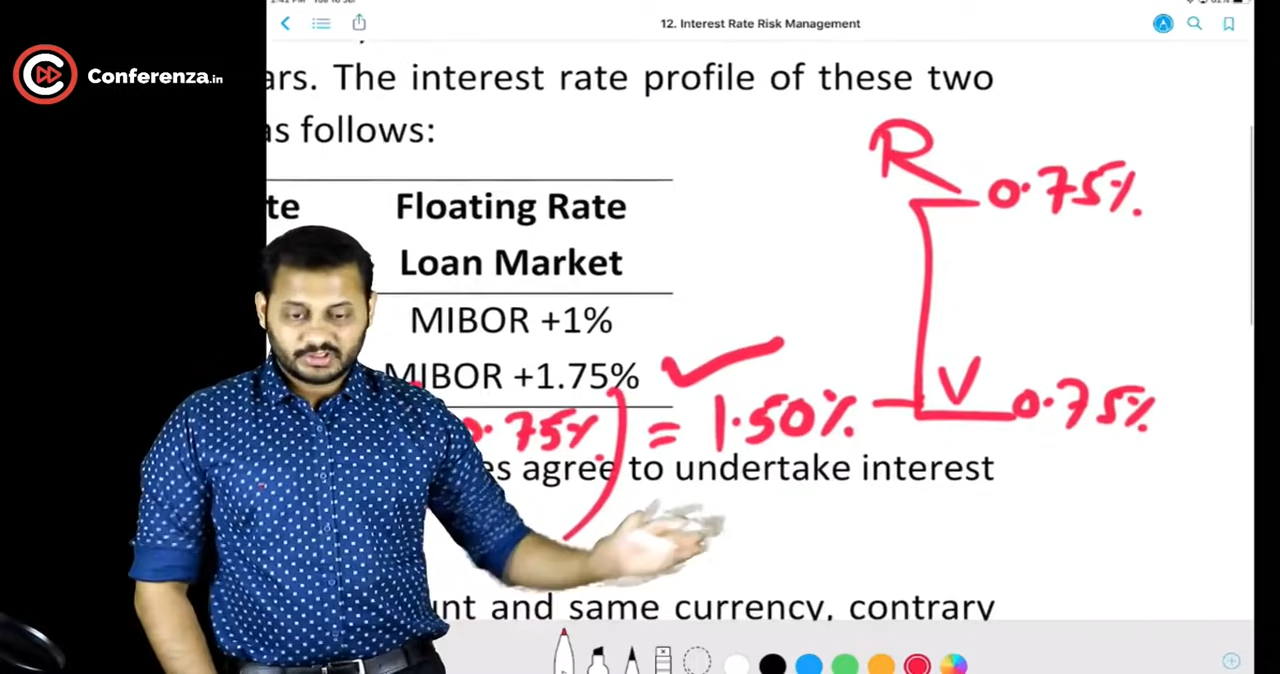 12. Interest Rate Risk Management
Conferenza.in
ars. The interest rate profile of these two
as follows:
te Floating Rate
Loan Market
MIBOR +1%
MIBOR +1.75%
0.75%) = 1.50%
R 0.75%
V 0.75%
es agree to undertake interest
unt and same currency, contrary